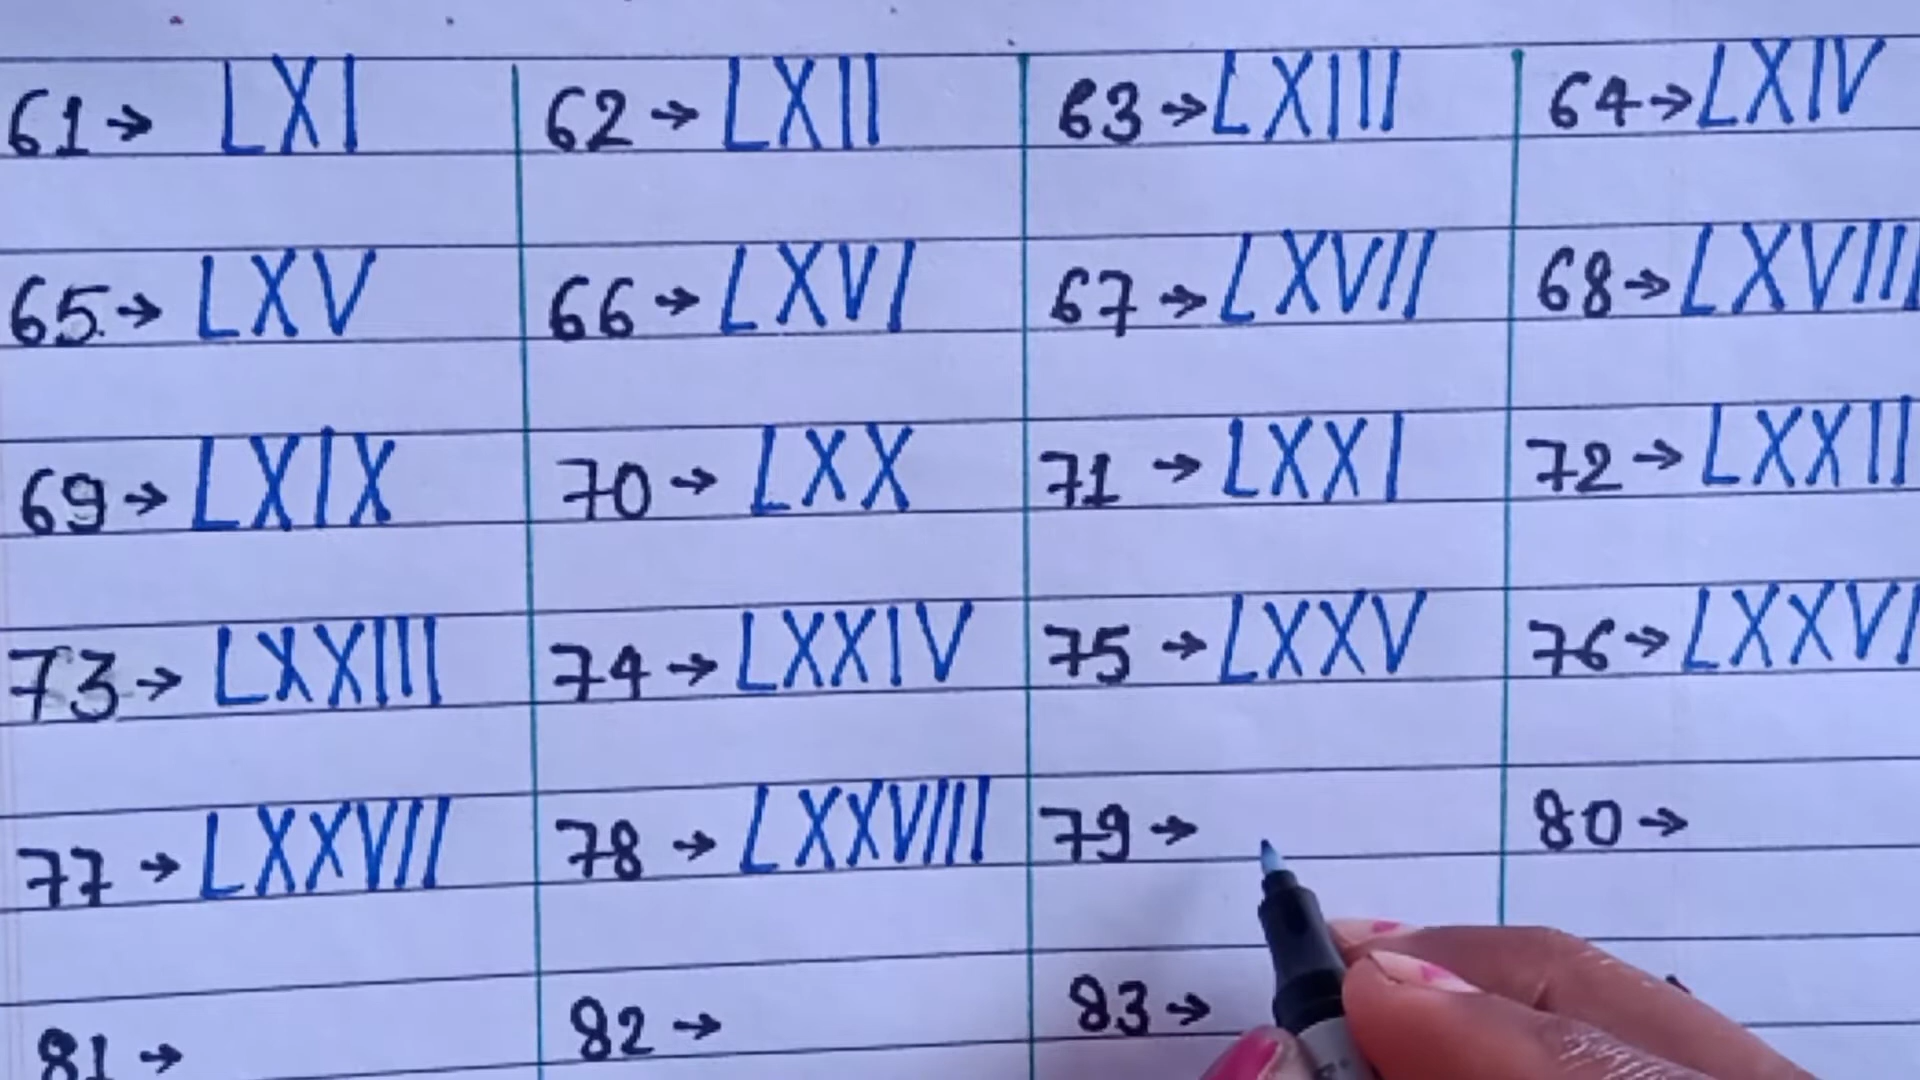 61→ LXI 62→ LXII 63→ LXIII 64→ LXIV
65→ LXV 66→ LXVI 67→ LXVII 68→ LXVIII
69→ LXIX 70→ LXX 71→ LXXI 72→ LXXII
73→ LXXIII 74→ LXXIV 75→ LXXV 76→ LXXVI
77→ LXXVII 78→ LXXVIII 79→ 80→
81→ 82→ 83→